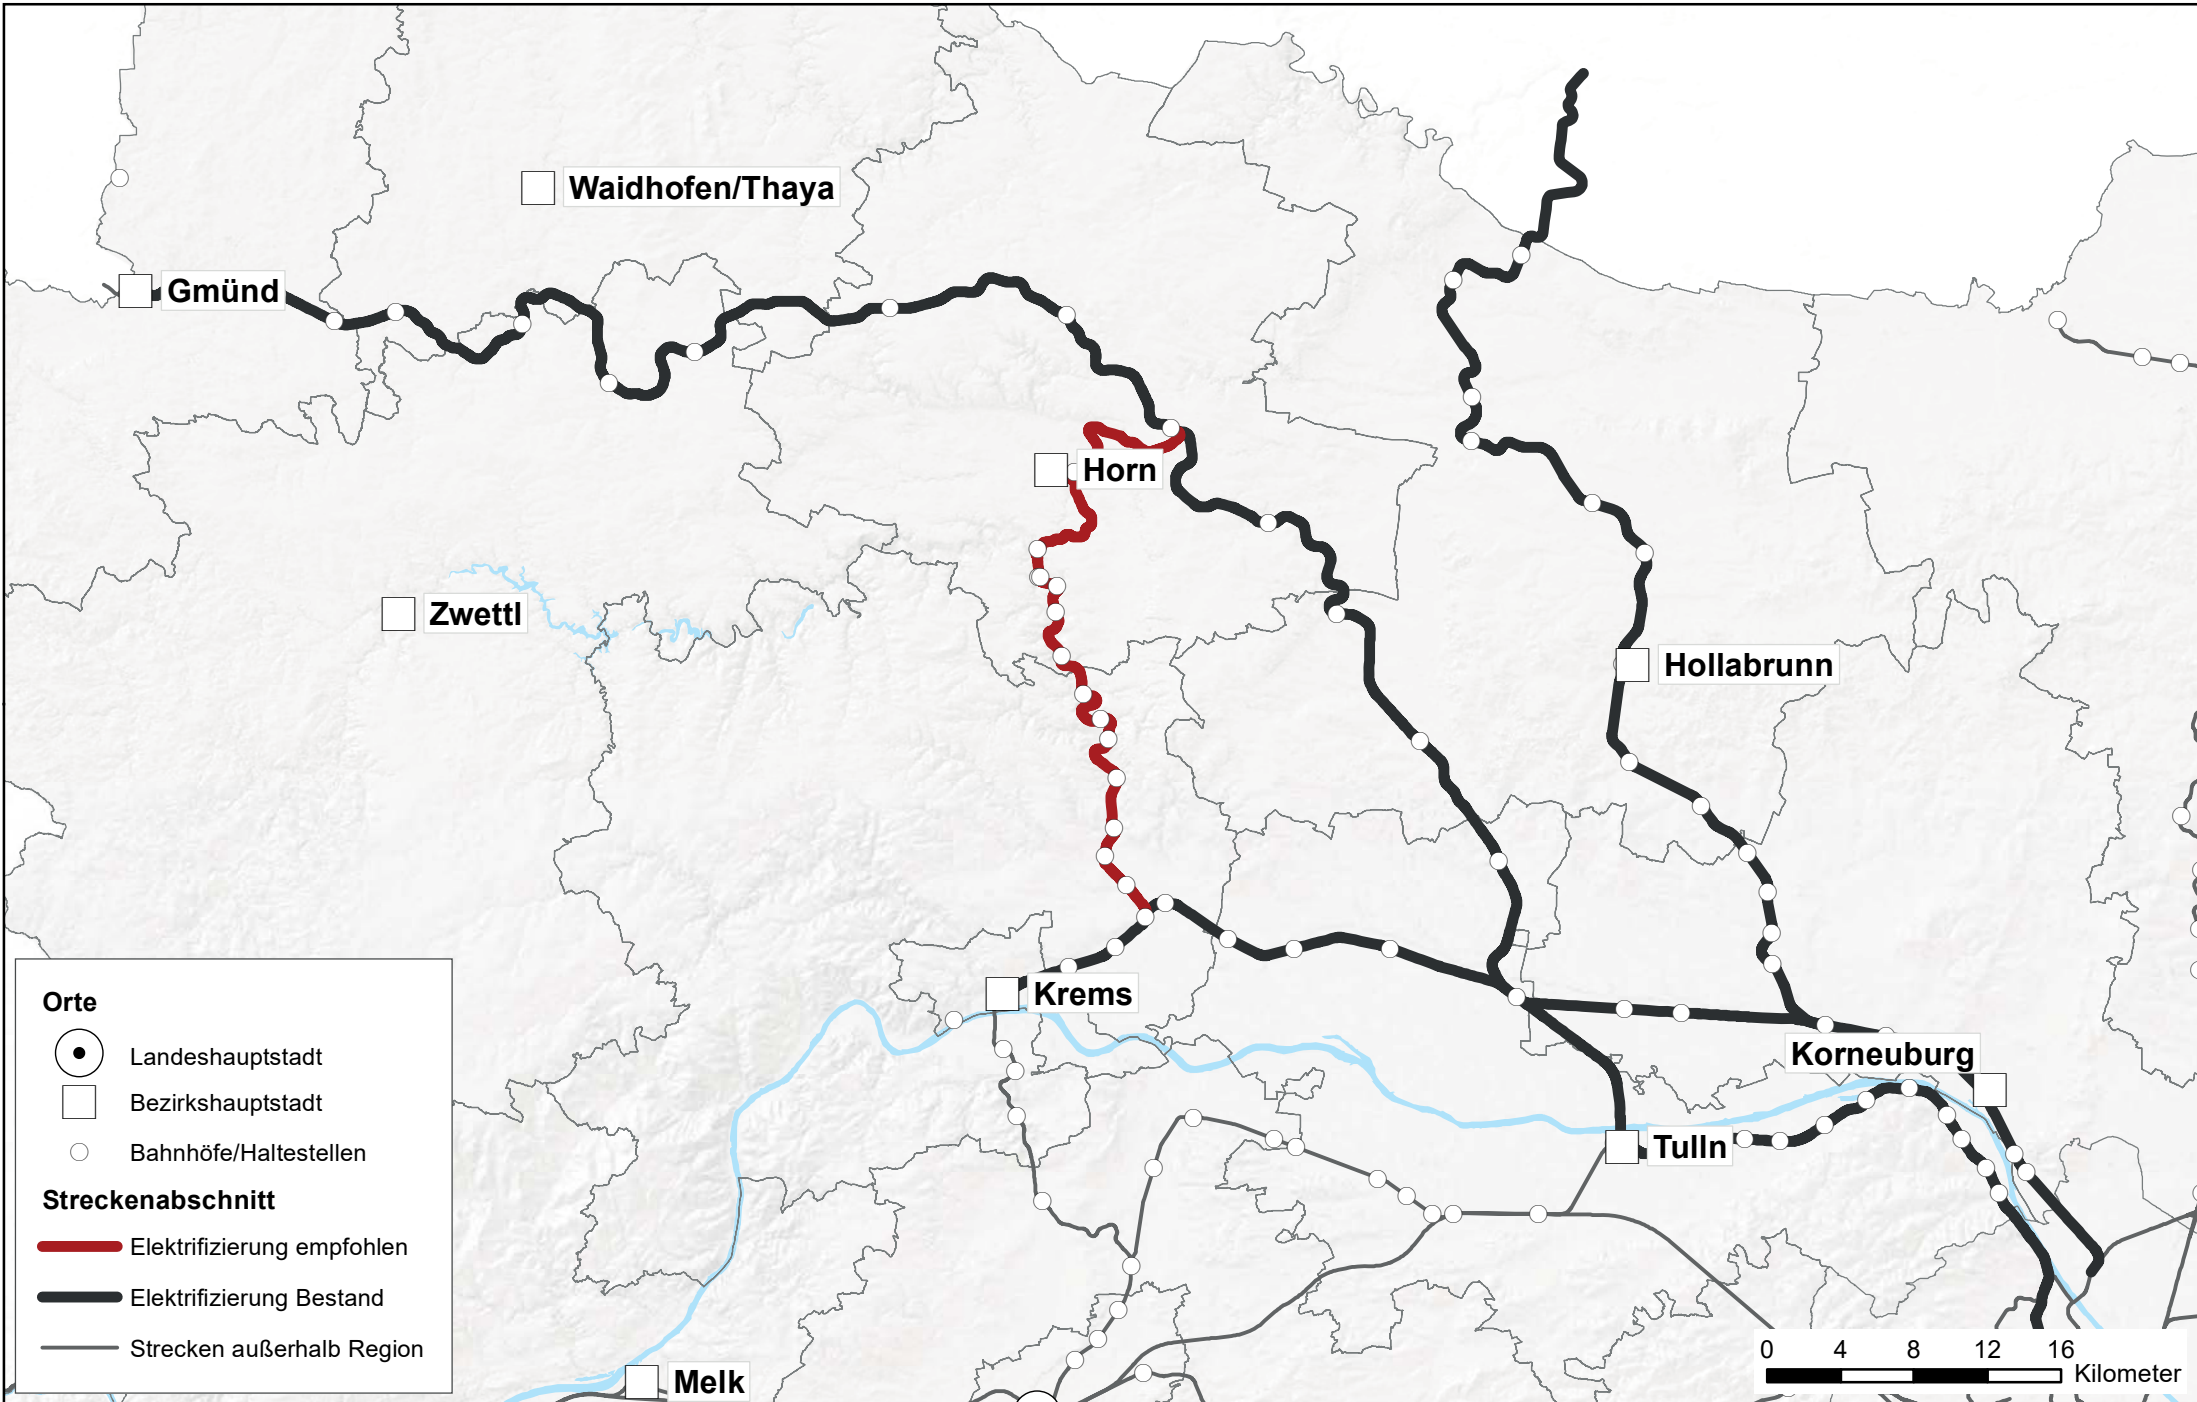 Waidhofen/Thaya
Gmünd
Horn
Zwettl
Hollabrunn
Krems
Korneuburg
Tulln
Melk
Orte
Landeshauptstadt
Bezirkshauptstadt
Bahnhöfe/Haltestellen
Streckenabschnitt
Elektrifizierung empfohlen
Elektrifizierung Bestand
Strecken außerhalb Region
0 4 8 12 16
Kilometer